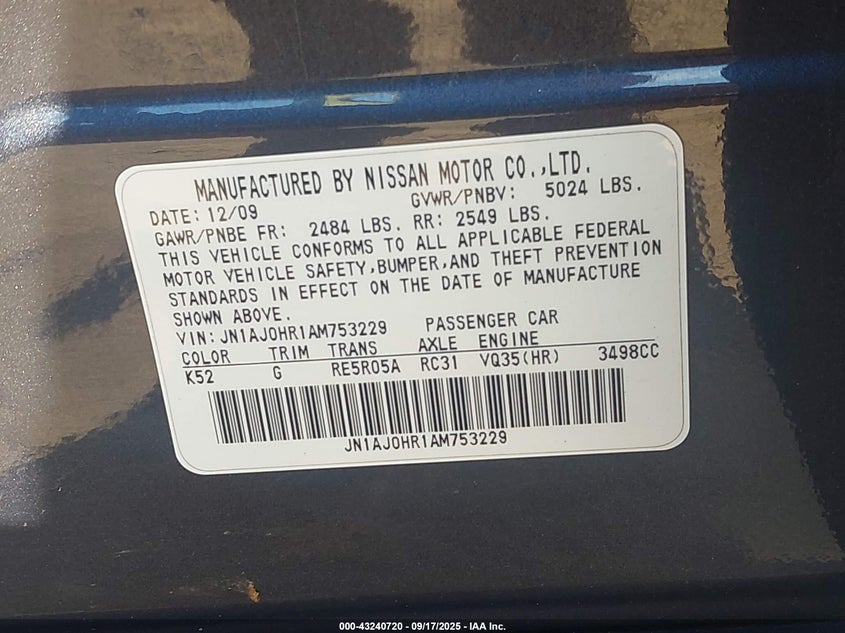 MANUFACTURED BY NISSAN MOTOR CO.,LTD.
DATE: 12/09 GVWR/PNBV: 5024 LBS.
GAWR/PNBE FR: 2484 LBS. RR: 2549 LBS.
THIS VEHICLE CONFORMS TO ALL APPLICABLE FEDERAL
MOTOR VEHICLE SAFETY,BUMPER,AND THEFT PREVENTION
STANDARDS IN EFFECT ON THE DATE OF MANUFACTURE
SHOWN ABOVE.
VIN: JN1AJ0HR1AM753229 PASSENGER CAR
COLOR TRIM TRANS AXLE ENGINE
K52 G RE5R05A RC31 VQ35(HR) 3498CC
JN1AJ0HR1AM753229
000-43240720 - 09/17/2025 - IAA Inc.